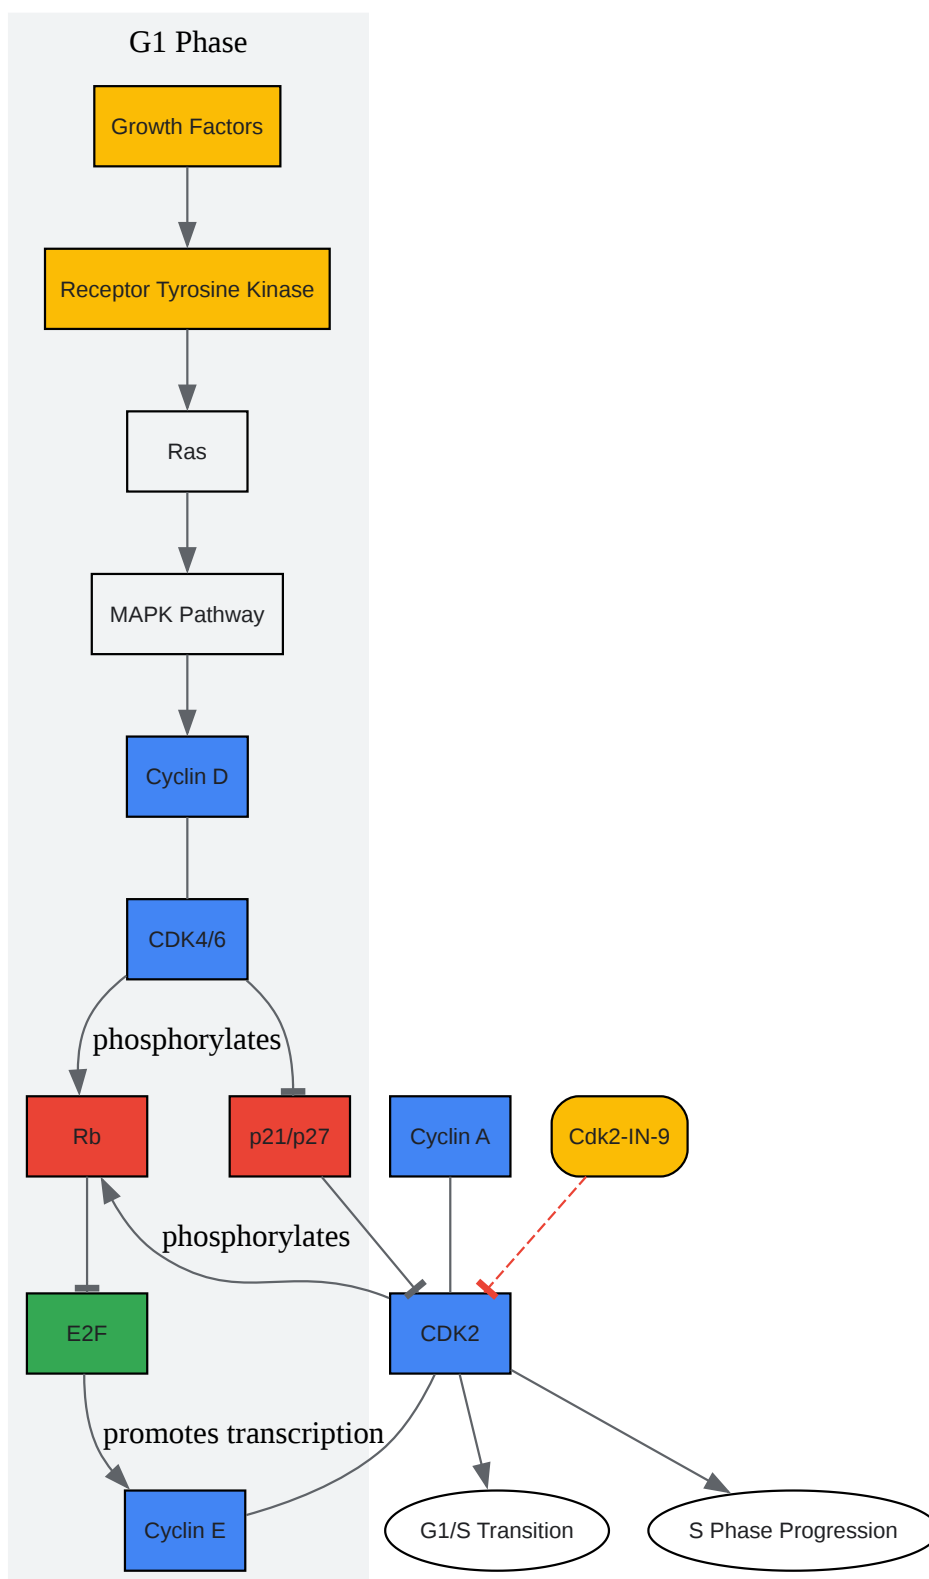 G1 Phase
Growth Factors
Receptor Tyrosine Kinase
Ras
MAPK Pathway
Cyclin D
CDK4/6
phosphorylates
Rb
p21/p27
Cyclin A
Cdk2-IN-9
phosphorylates
E2F
CDK2
promotes transcription
Cyclin E
G1/S Transition
S Phase Progression